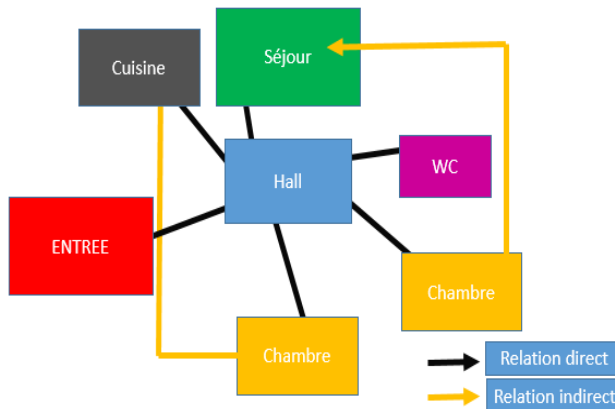 Séjour
Cuisine
WC
Hall
ENTREE
Chambre
Chambre
Relation direct
Relation indirect